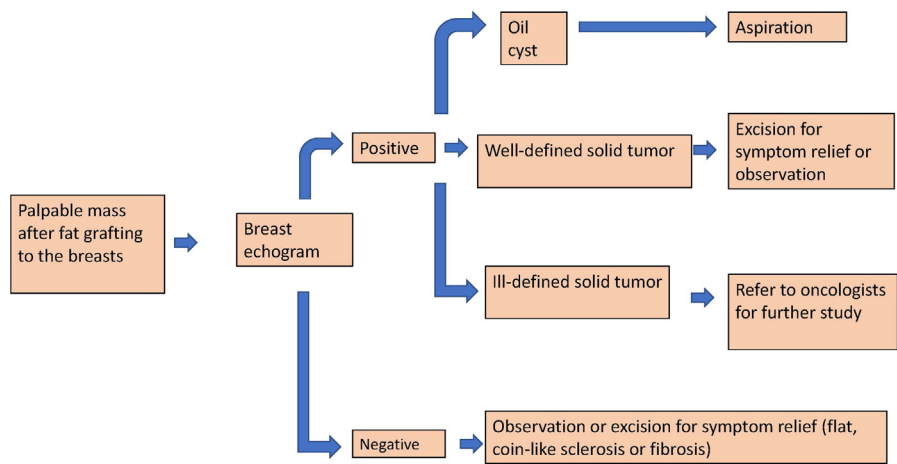 Palpable mass
after fat grafting
to the breasts
Breast
echogram
Positive
Oil
cyst
Aspiration
Well-defined solid tumor
Excision for
symptom relief or
observation
Ill-defined solid tumor
Refer to oncologists
for further study
Negative
Observation or excision for symptom relief (flat,
coin-like sclerosis or fibrosis)